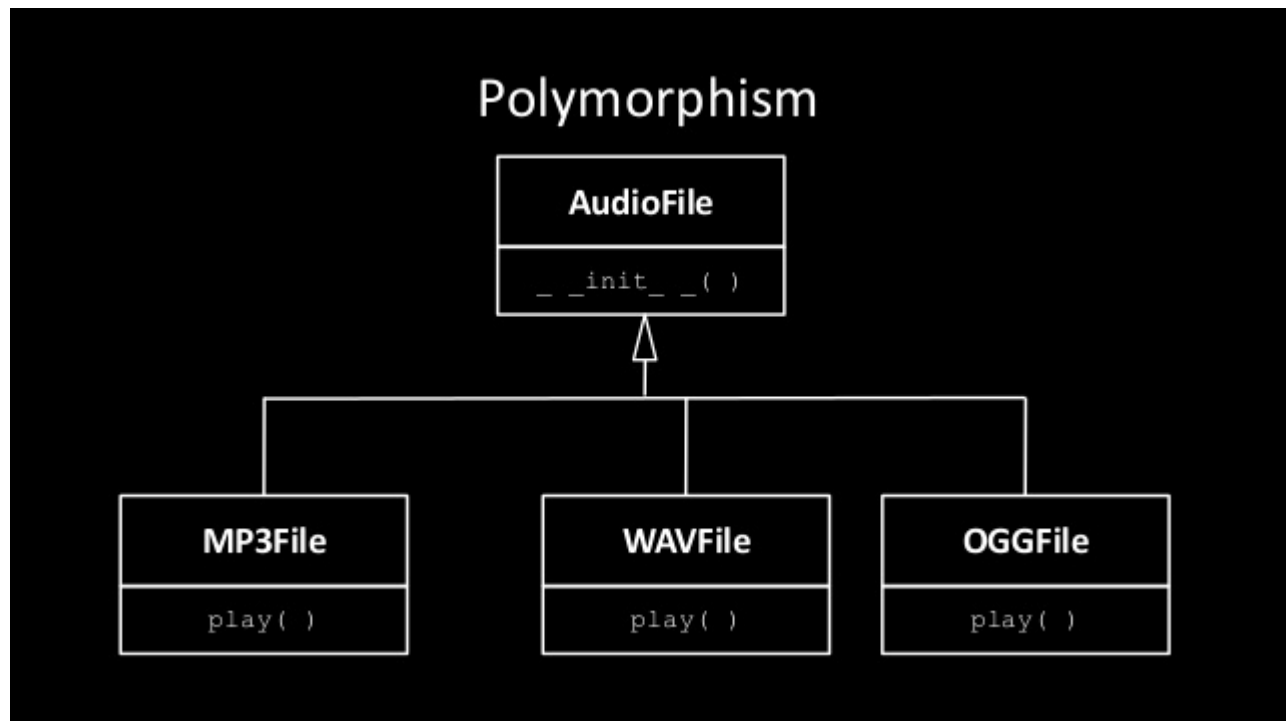 Polymorphism
AudioFile
_ _init_ _( )
MP3File
WAVFile
OGGFile
play( )
play( )
play( )